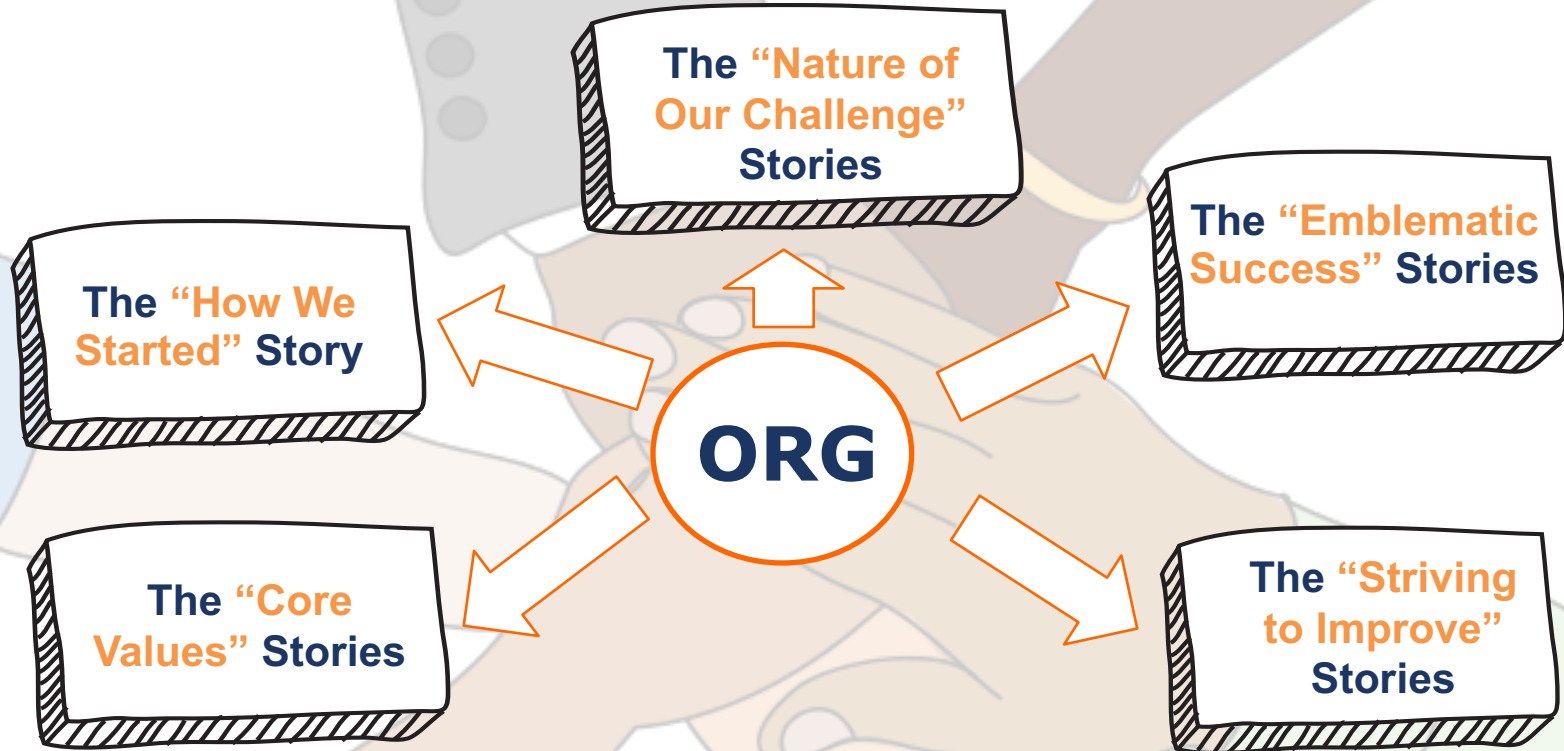 The “Nature of
Our Challenge”
Stories
The “Emblematic
Success” Stories
The “How We
Started” Story
ORG
The “Core
Values” Stories
The “Striving
to Improve”
Stories